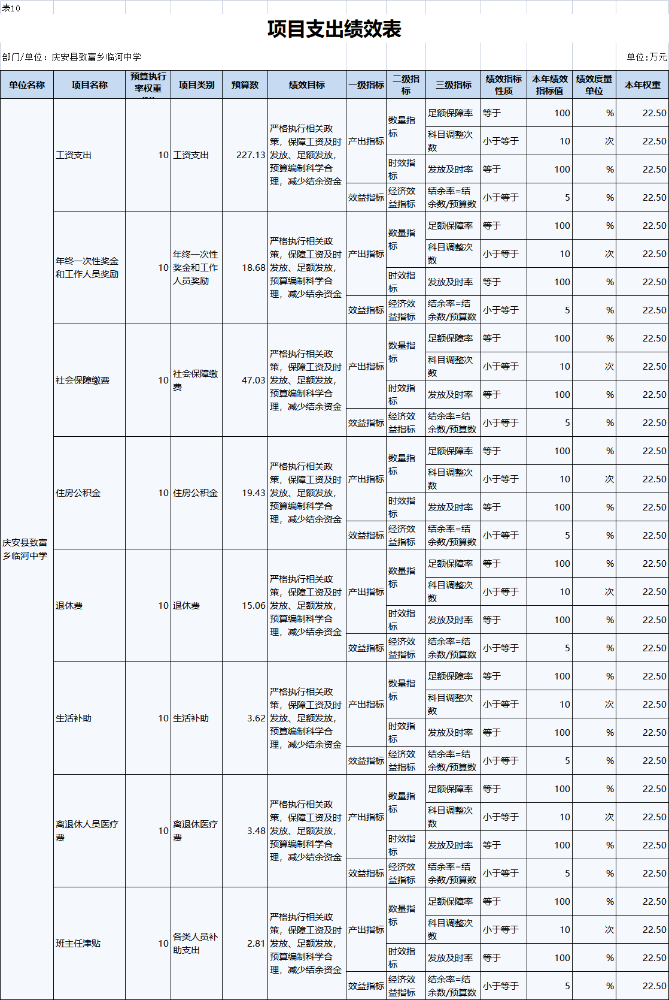 表10
项目支出绩效表
部门/单位：庆安县致富乡临河中学 单位:万元
单位名称 项目名称 预算执行率权重 项目类别 预算数 绩效目标 一级指标 二级指标 三级指标 绩效指标性质 本年绩效指标值 绩效度量单位 本年权重
庆安县致富乡临河中学
工资支出 10 工资支出 227.13 严格执行相关政策，保障工资及时发放、足额发放，预算编制科学合理，减少结余资金
产出指标 数量指标 足额保障率 等于 100 % 22.50
科目调整次数 小于等于 10 次 22.50
时效指标 发放及时率 等于 100 % 22.50
效益指标 经济效益指标 结余率=结余数/预算数 小于等于 5 % 22.50
年终一次性奖金和工作人员奖励 10 年终一次性奖金和工作人员奖励 18.68 严格执行相关政策，保障工资及时发放、足额发放，预算编制科学合理，减少结余资金
产出指标 数量指标 足额保障率 等于 100 % 22.50
科目调整次数 小于等于 10 次 22.50
时效指标 发放及时率 等于 100 % 22.50
效益指标 经济效益指标 结余率=结余数/预算数 小于等于 5 % 22.50
社会保障缴费 10 社会保障缴费 47.03 严格执行相关政策，保障工资及时发放、足额发放，预算编制科学合理，减少结余资金
产出指标 数量指标 足额保障率 等于 100 % 22.50
科目调整次数 小于等于 10 次 22.50
时效指标 发放及时率 等于 100 % 22.50
效益指标 经济效益指标 结余率=结余数/预算数 小于等于 5 % 22.50
住房公积金 10 住房公积金 19.43 严格执行相关政策，保障工资及时发放、足额发放，预算编制科学合理，减少结余资金
产出指标 数量指标 足额保障率 等于 100 % 22.50
科目调整次数 小于等于 10 次 22.50
时效指标 发放及时率 等于 100 % 22.50
效益指标 经济效益指标 结余率=结余数/预算数 小于等于 5 % 22.50
退休费 10 退休费 15.06 严格执行相关政策，保障工资及时发放、足额发放，预算编制科学合理，减少结余资金
产出指标 数量指标 足额保障率 等于 100 % 22.50
科目调整次数 小于等于 10 次 22.50
时效指标 发放及时率 等于 100 % 22.50
效益指标 经济效益指标 结余率=结余数/预算数 小于等于 5 % 22.50
生活补助 10 生活补助 3.62 严格执行相关政策，保障工资及时发放、足额发放，预算编制科学合理，减少结余资金
产出指标 数量指标 足额保障率 等于 100 % 22.50
科目调整次数 小于等于 10 次 22.50
时效指标 发放及时率 等于 100 % 22.50
效益指标 经济效益指标 结余率=结余数/预算数 小于等于 5 % 22.50
离退休人员医疗费 10 离退休医疗费 3.48 严格执行相关政策，保障工资及时发放、足额发放，预算编制科学合理，减少结余资金
产出指标 数量指标 足额保障率 等于 100 % 22.50
科目调整次数 小于等于 10 次 22.50
时效指标 发放及时率 等于 100 % 22.50
效益指标 经济效益指标 结余率=结余数/预算数 小于等于 5 % 22.50
班主任津贴 10 各类人员补助支出 2.81 严格执行相关政策，保障工资及时发放、足额发放，预算编制科学合理，减少结余资金
产出指标 数量指标 足额保障率 等于 100 % 22.50
科目调整次数 小于等于 10 次 22.50
时效指标 发放及时率 等于 100 % 22.50
效益指标 经济效益指标 结余率=结余数/预算数 小于等于 5 % 22.50